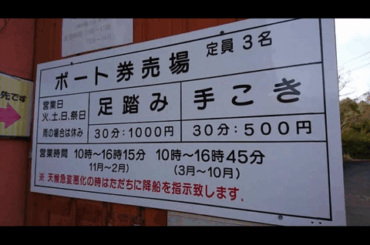 ボート券売場 定員 3名
営業日
火.土.日.祭日
雨の場合は休み
足踏み 手こき
30分:1000円 30分:500円
営業時間 10時〜16時15分 10時〜16時45分
(11月〜2月) (3月〜10月)
※ 天候急変悪化の時はただちに降船を指示致します.
先です